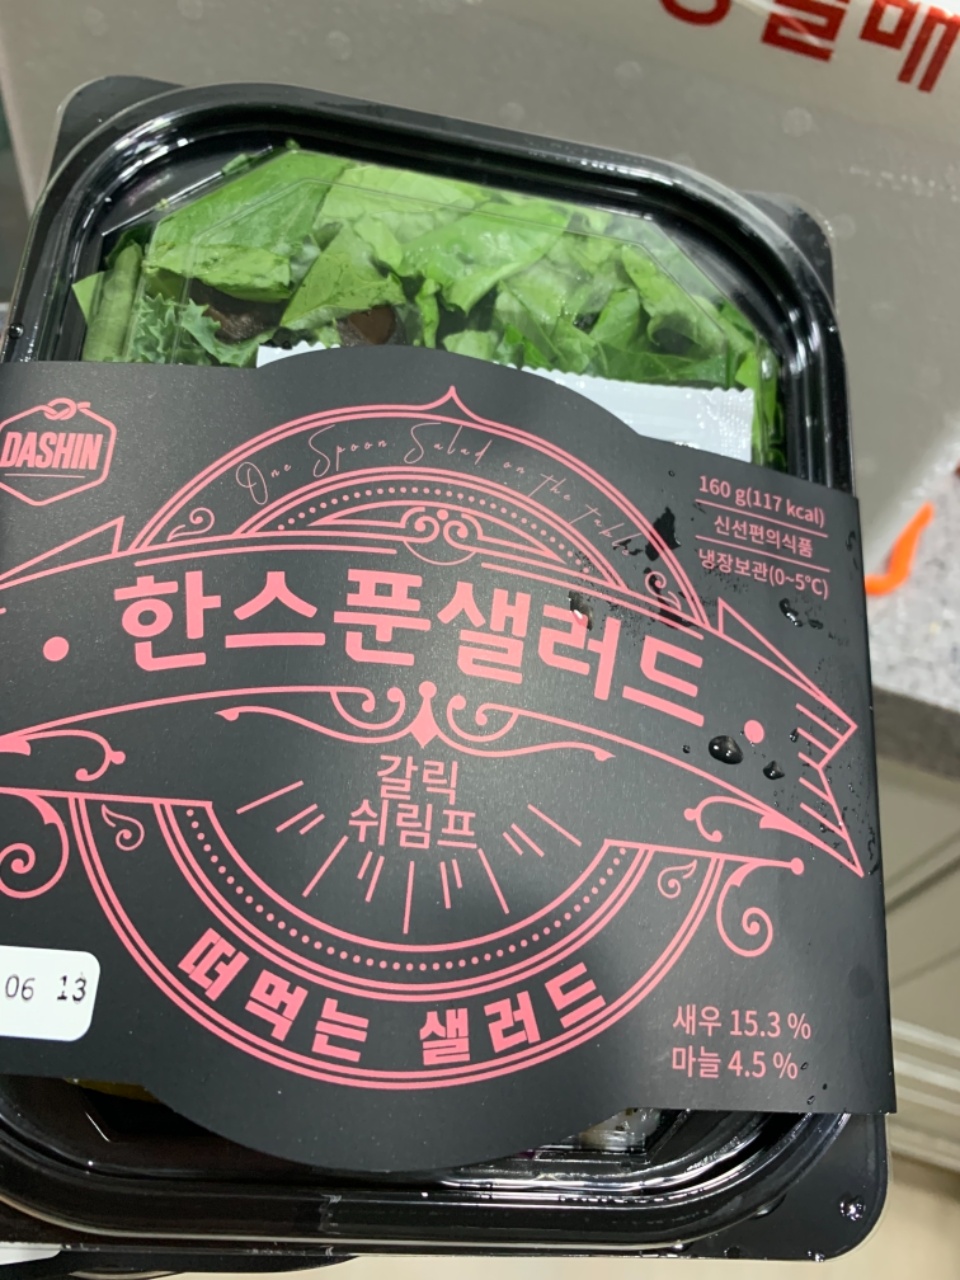 판매
DASHIN
One Spoon Salad on the table
160 g(117 kcal)
신선편의식품
냉장보관(0~5℃)
한스푼샐러드
갈릭
쉬림프
떠먹는 샐러드
06 13
새우 15.3 %
마늘 4.5 %